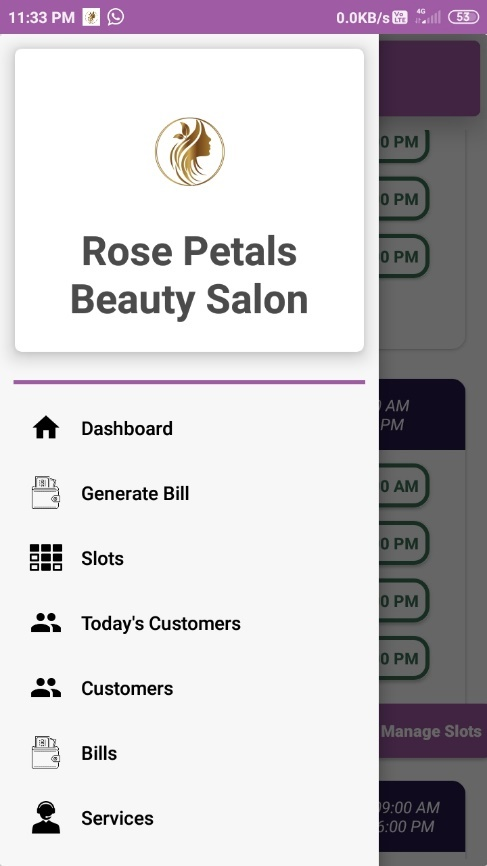 11:33 PM
0.0KB/s
Vo
LTE
4G
53
Rose Petals
Beauty Salon
Dashboard
Generate Bill
Slots
Today's Customers
Customers
Bills
Services
0 PM
0 PM
0 PM
AM
PM
0 AM
0 PM
0 PM
0 PM
Manage Slots
09:00 AM
6:00 PM